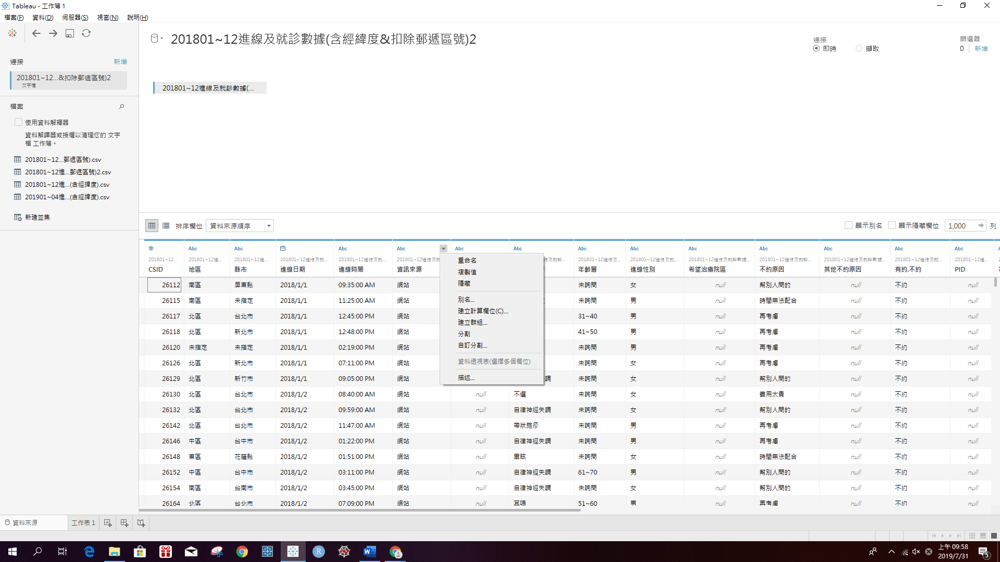 Tableau - 工作簿 1
檔案(F) 資料(D) 伺服器(S) 視窗(N) 說明(H)
201801~12進線及就診數據(含經緯度&扣除郵遞區號)2
連接
即時 擷取
篩選器
0 新增
連接 新增
201801~12...&扣除郵遞區號)2
文字檔
201801~12進線及就診數據(...
檔案
使用資料解釋器
資料解譯器或授權以清理您的 文字
檔 工作簿。
201801~12...郵遞區號).csv
201801~12進...郵遞區號)2.csv
201801~12進...(含經緯度).csv
201901~04進...(含經緯度).csv
新建並集
排序欄位 資料來源順序 顯示別名 顯示隱藏欄位 1,000 列
# Abc Abc Abc Abc Abc Abc Abc Abc Abc Abc Abc Abc Abc
201801~12... 201801~12進... 201801~12進... 201801~12進線及就... 201801~12進線及就... 201801~12進線及就 201801~12進線及... 201801~12進線及就... 201801~12進線及就診數據... 201801~12進線及就診... 201801~12進線及就診數據... 201801~12進線及就... 201801~12進...
CSID 地區 縣市 進線日期 進線時間 資訊來源 年齡層 進線性別 希望治療院區 不約原因 其他不約原因 有約.不約 PID
重命名
複製值
隱藏
別名...
建立計算欄位(C)...
建立群組...
分割
自訂分割...
資料透視表(選擇多個欄位)
描述...
26112 南區 屏東縣 2018/1/1 09:35:00 AM 網站 未詢問 女 null 幫別人問的 null 不約 null
26115 南區 未指定 2018/1/1 11:25:00 AM 網站 未詢問 男 null 時間無法配合 null 不約 null
26117 北區 台北市 2018/1/1 12:45:00 PM 網站 31~40 男 null 再考慮 null 不約 null
26118 北區 新北市 2018/1/1 12:48:00 PM 網站 41~50 男 null 再考慮 null 不約 null
26120 未指定 未指定 2018/1/1 02:19:00 PM 網站 未詢問 男 null 再考慮 null 不約 null
26126 北區 新北市 2018/1/1 07:11:00 PM 網站 未詢問 女 null 再考慮 null 不約 null
26129 北區 新竹市 2018/1/1 09:05:00 PM 網站 調 未詢問 女 null 幫別人問的 null 不約 null
26130 北區 台北市 2018/1/2 08:40:00 AM 網站 null 不選 未詢問 女 null 費用太貴 null 不約 null
26132 北區 台北市 2018/1/2 09:59:00 AM 網站 null 自律神經失調 未詢問 女 null 幫別人問的 null 不約 null
26142 北區 台北市 2018/1/2 11:47:00 AM 網站 null 帶狀皰疹 未詢問 男 null 再考慮 null 不約 null
26146 中區 台中市 2018/1/2 01:22:00 PM 網站 null 自律神經失調 未詢問 男 null 再考慮 null 不約 null
26148 東區 花蓮縣 2018/1/2 01:51:00 PM 網站 null 暈眩 未詢問 女 null 時間無法配合 null 不約 null
26152 中區 台中市 2018/1/2 03:11:00 PM 網站 null 自律神經失調 61~70 男 null 幫別人問的 null 不約 null
26154 南區 台南市 2018/1/2 03:45:00 PM 網站 null 自律神經失調 未詢問 女 null 幫別人問的 null 不約 null
26164 北區 台北市 2018/1/2 07:09:00 PM 網站 null 耳鳴 51~60 男 null 再考慮 null 不約 null
資料來源 工作表 1
上午 09:58
2019/7/31
5